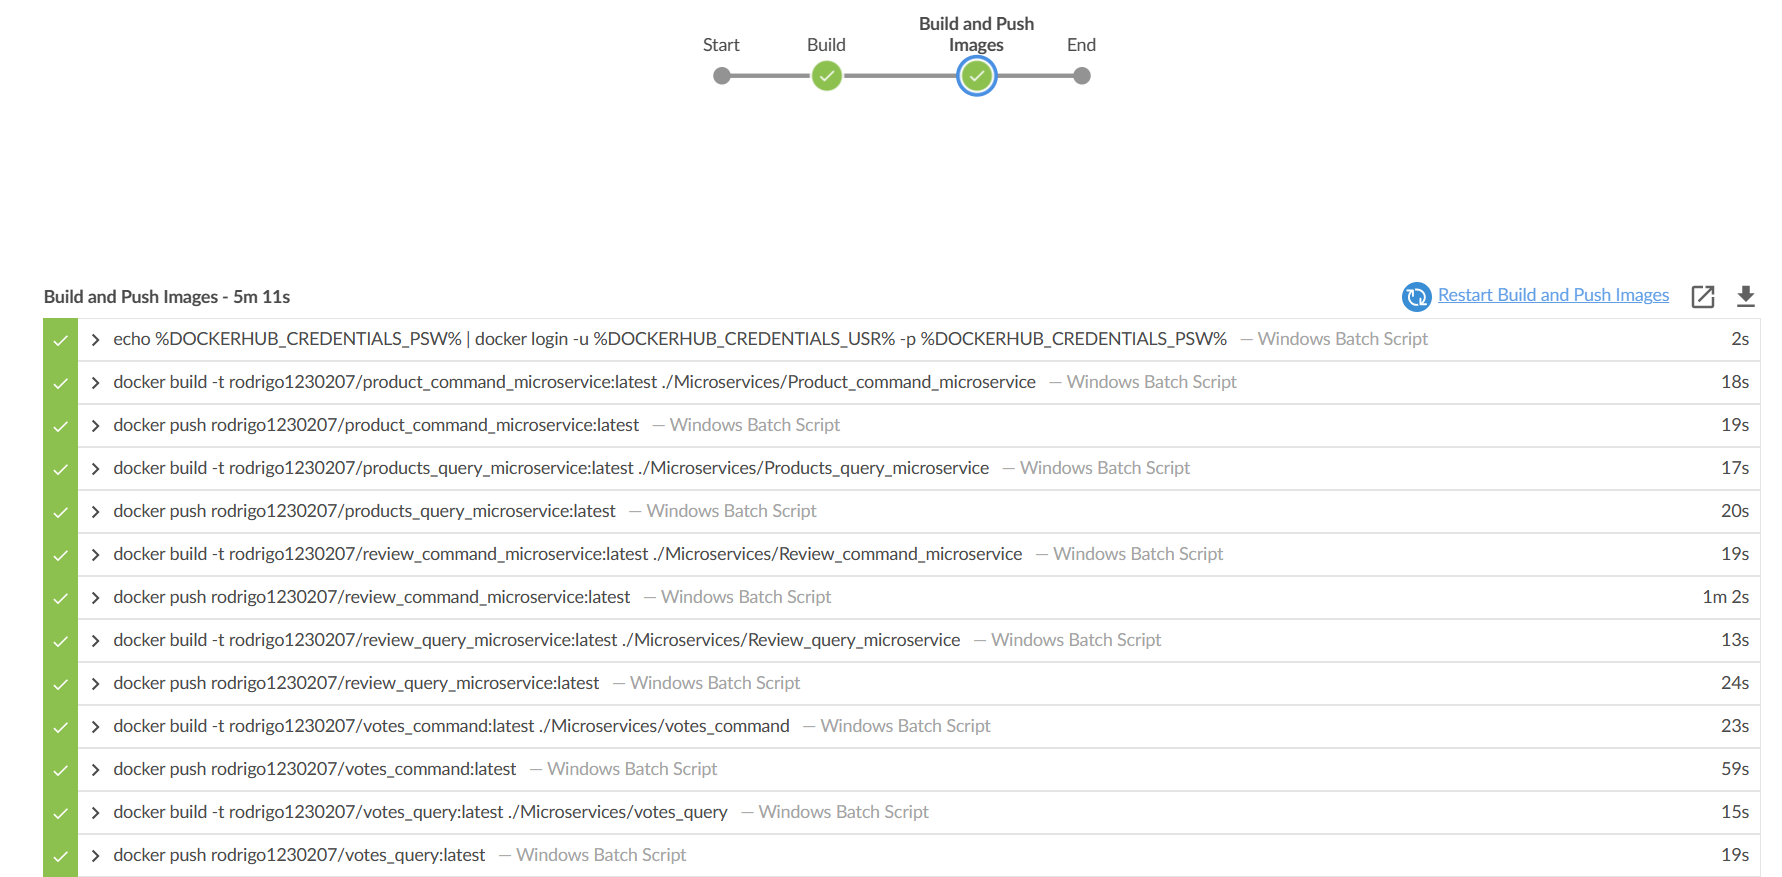 Start
Build
Build and Push
Images
End
Build and Push Images - 5m 11s
Restart Build and Push Images
echo %DOCKERHUB_CREDENTIALS_PSW% | docker login -u %DOCKERHUB_CREDENTIALS_USR% -p %DOCKERHUB_CREDENTIALS_PSW% — Windows Batch Script 2s
docker build -t rodrigo1230207/product_command_microservice:latest ./Microservices/Product_command_microservice — Windows Batch Script 18s
docker push rodrigo1230207/product_command_microservice:latest — Windows Batch Script 19s
docker build -t rodrigo1230207/products_query_microservice:latest ./Microservices/Products_query_microservice — Windows Batch Script 17s
docker push rodrigo1230207/products_query_microservice:latest — Windows Batch Script 20s
docker build -t rodrigo1230207/review_command_microservice:latest ./Microservices/Review_command_microservice — Windows Batch Script 19s
docker push rodrigo1230207/review_command_microservice:latest — Windows Batch Script 1m 2s
docker build -t rodrigo1230207/review_query_microservice:latest ./Microservices/Review_query_microservice — Windows Batch Script 13s
docker push rodrigo1230207/review_query_microservice:latest — Windows Batch Script 24s
docker build -t rodrigo1230207/votes_command:latest ./Microservices/votes_command — Windows Batch Script 23s
docker push rodrigo1230207/votes_command:latest — Windows Batch Script 59s
docker build -t rodrigo1230207/votes_query:latest ./Microservices/votes_query — Windows Batch Script 15s
docker push rodrigo1230207/votes_query:latest — Windows Batch Script 19s